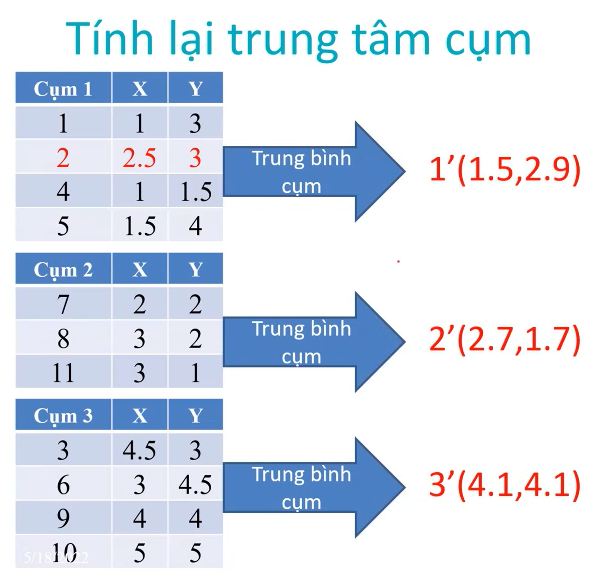 Tính lại trung tâm cụm
Cụm 1 X Y
1 1 3
2 2.5 3
4 1 1.5
5 1.5 4
Trung bình
cụm
1’(1.5,2.9)
Cụm 2 X Y
7 2 2
8 3 2
11 3 1
Trung bình
cụm
2’(2.7,1.7)
Cụm 3 X Y
3 4.5 3
6 3 4.5
9 4 4
10 5 5
Trung bình
cụm
3’(4.1,4.1)